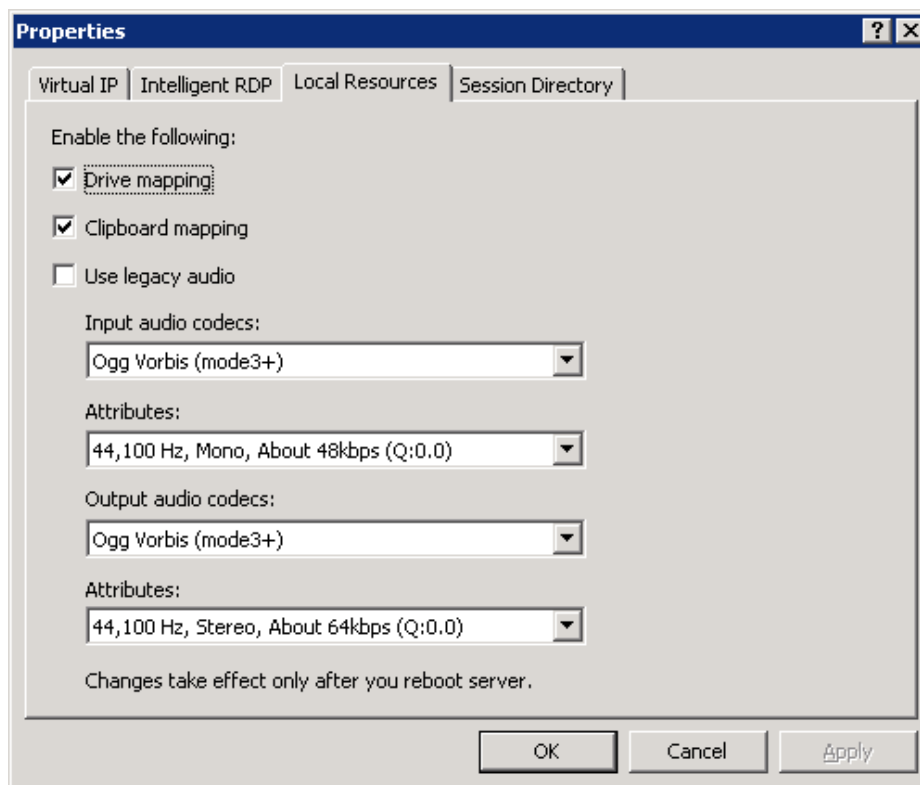 Properties
Virtual IP Intelligent RDP Local Resources Session Directory
Enable the following:
Drive mapping
Clipboard mapping
Use legacy audio
Input audio codecs:
Ogg Vorbis (mode3+)
Attributes:
44,100 Hz, Mono, About 48kbps (Q:0.0)
Output audio codecs:
Ogg Vorbis (mode3+)
Attributes:
44,100 Hz, Stereo, About 64kbps (Q:0.0)
Changes take effect only after you reboot server.
OK Cancel Apply